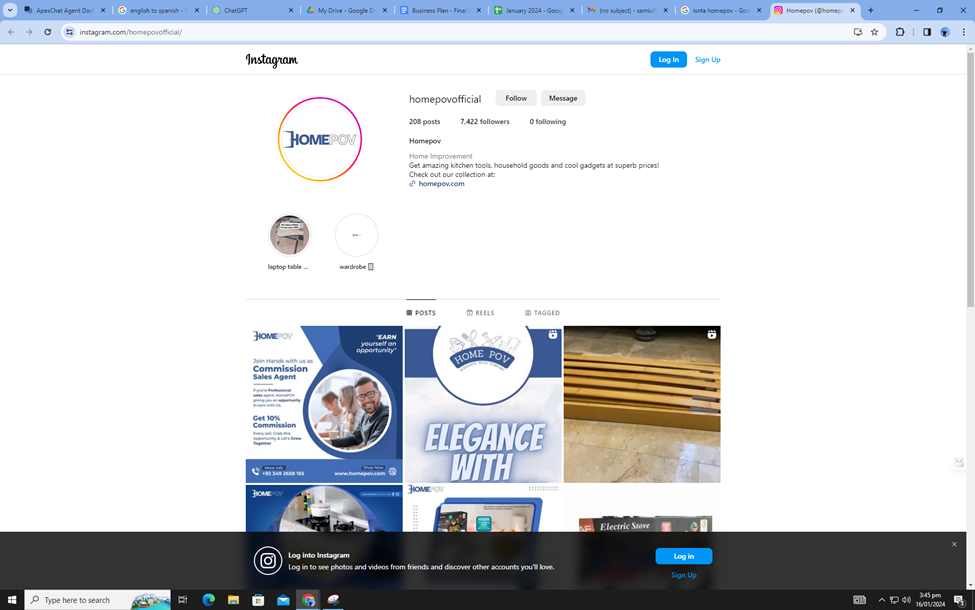 ApexChat Agent Dash
english to spanish - G
ChatGPT
My Drive - Google D
Business Plan - Final
January 2024 - Goog
(no subject) - samiul
isnta homepov - Goo
Homepov (@homep
instagram.com/homepovofficial/
Instagram
Log In
Sign Up
homepovofficial
Follow
Message
208 posts
7,422 followers
0 following
Homepov
Home Improvement
Get amazing kitchen tools, household goods and cool gadgets at superb prices!
Check out our collection at:
homepov.com
HOMEPOV
laptop table ...
wardrobe
POSTS
REELS
TAGGED
HOMEPOV
"EARN
yourself an
opportunity"
Join Hands with us as
Commission
Sales Agent
If you're Professional
sales agent, HomePOV
giving you an opportunity
to earn with Us.
Get 10%
Commission
Every sell, Grab this
opportunity & Let's Grow
Together
More Info
+92 349 2658 165
Shop Now
www.homepov.com
HOME POV
ELEGANCE
WITH
HOMEPOV
HOMEPOV
Electric Stove
Log into Instagram
Log in to see photos and videos from friends and discover other accounts you'll love.
Log in
Sign Up
Type here to search
3:45 pm
16/01/2024